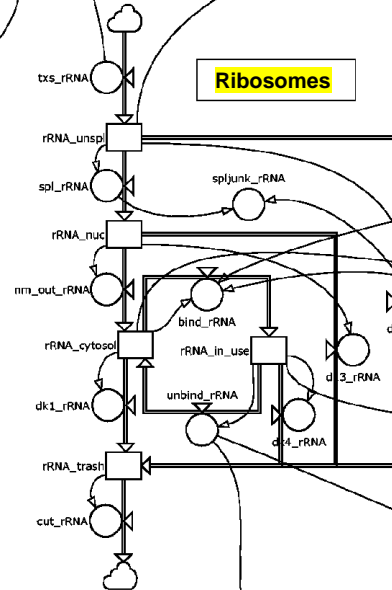 txs_rRNA
Ribosomes
rRNA_unspl
spl_rRNA
spljunk_rRNA
rRNA_nuc
nm_out_rRNA
bind_rRNA
rRNA_cytosol
rRNA_in_use
dk3_rRNA
unbind_rRNA
dk1_rRNA
dk4_rRNA
rRNA_trash
cut_rRNA